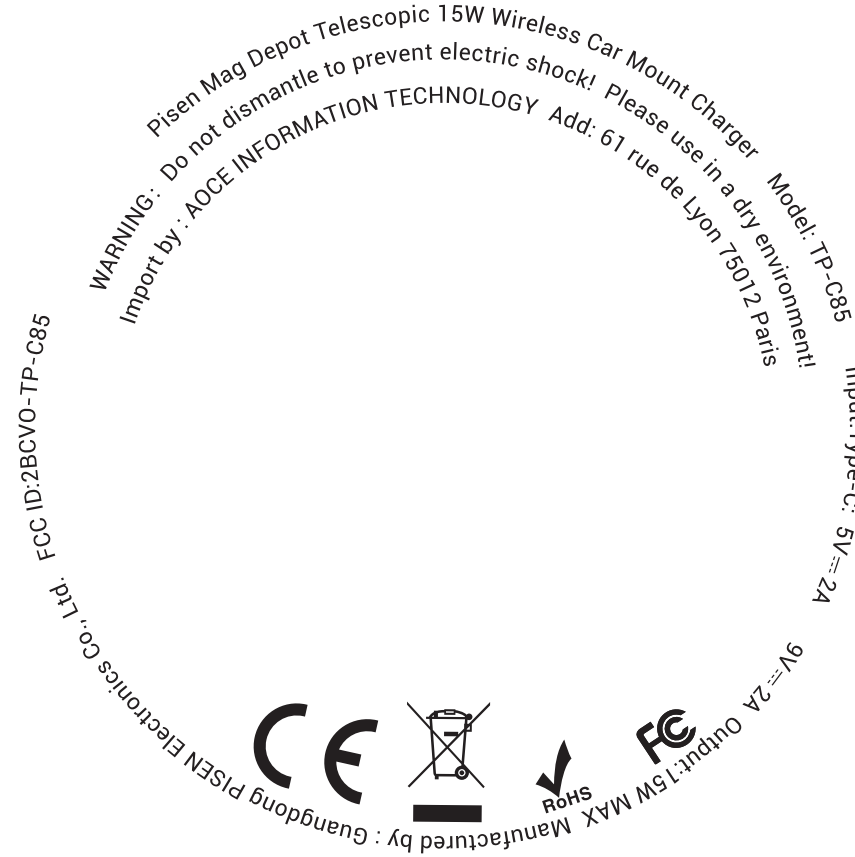 Pisen Mag Depot Telescopic 15W Wireless Car Mount Charger Model: TP-C85 Input:Type-C: 5V⎓2A 9V⎓2A Output:15W MAX Manufactured by : Guangdong PISEN Electronics Co., Ltd. FCC ID:2BCVO-TP-C85
WARNING: Do not dismantle to prevent electric shock! Please use in a dry environment!
Import by : AOCE INFORMATION TECHNOLOGY Add: 61 rue de Lyon 75012 Paris
CE
RoHS
FC